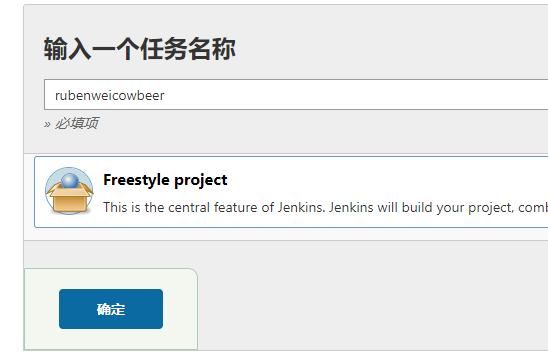 输入一个任务名称
rubenweicowbeer
» 必填项
Freestyle project
This is the central feature of Jenkins. Jenkins will build your project,
确定